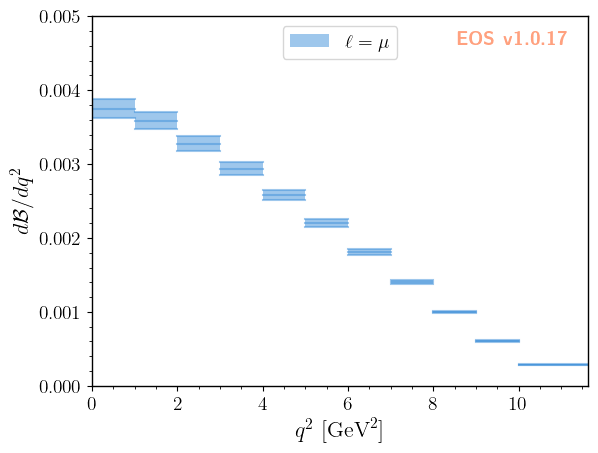 0.005
0.004
0.003
0.002
0.001
0.000
dℬ/dq²
ℓ = μ
EOS v1.0.17
0 2 4 6 8 10
q² [GeV²]